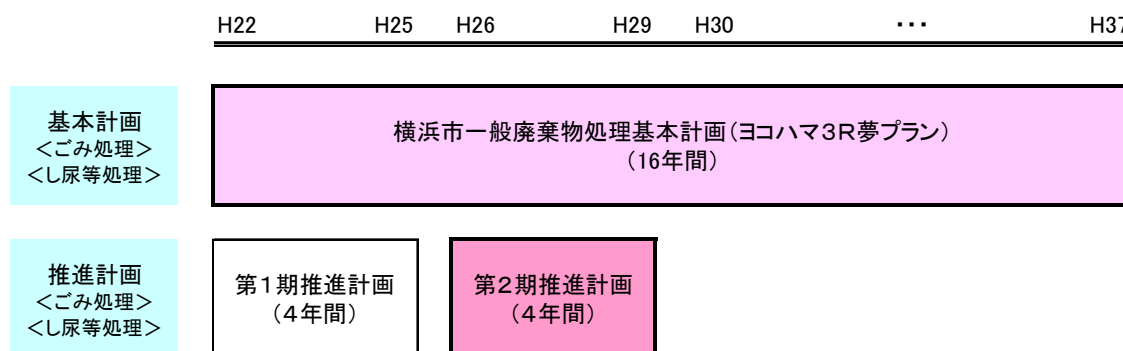 H22 H25 H26 H29 H30 ・・・ H37
基本計画
＜ごみ処理＞
＜し尿等処理＞
横浜市一般廃棄物処理基本計画（ヨコハマ３Ｒ夢プラン）
（16年間）
推進計画
＜ごみ処理＞
＜し尿等処理＞
第１期推進計画
（４年間）
第２期推進計画
（４年間）